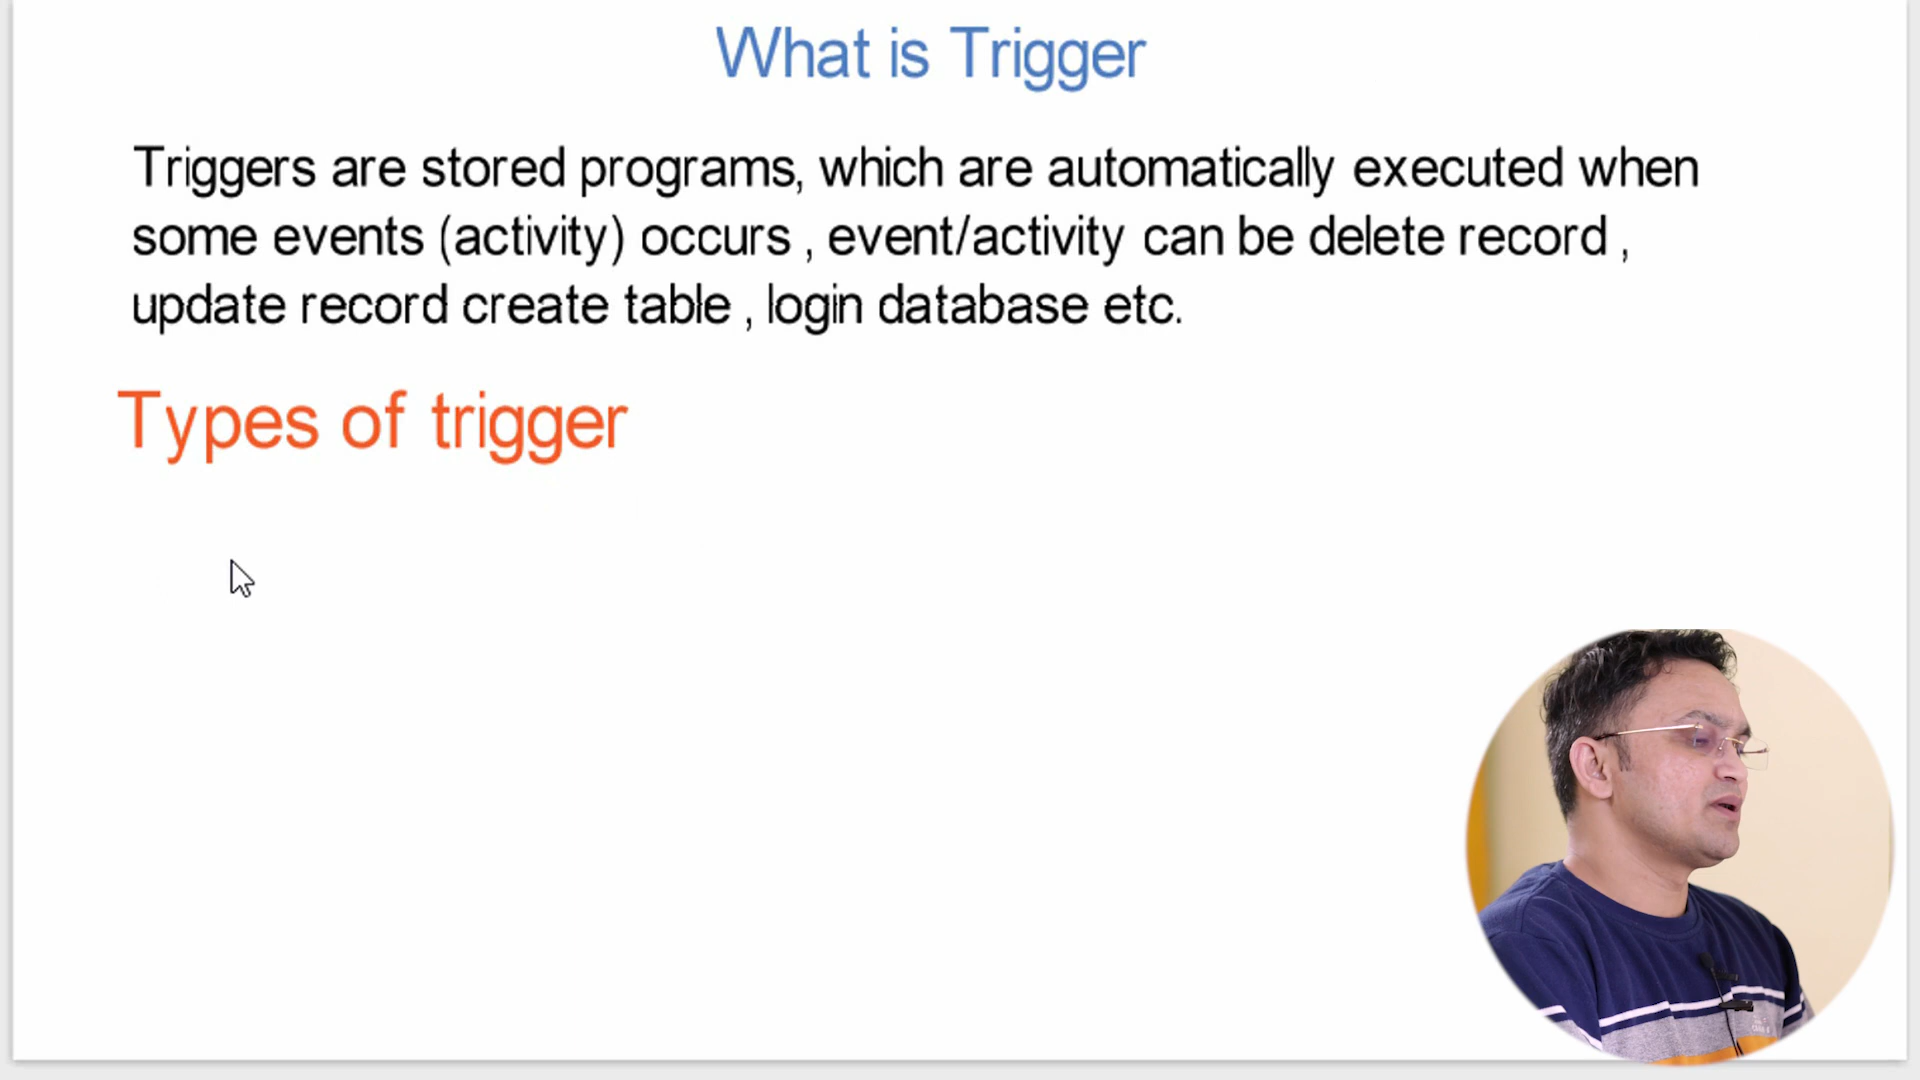 What is Trigger
Triggers are stored programs, which are automatically executed when
some events (activity) occurs , event/activity can be delete record ,
update record create table , login database etc.
Types of trigger